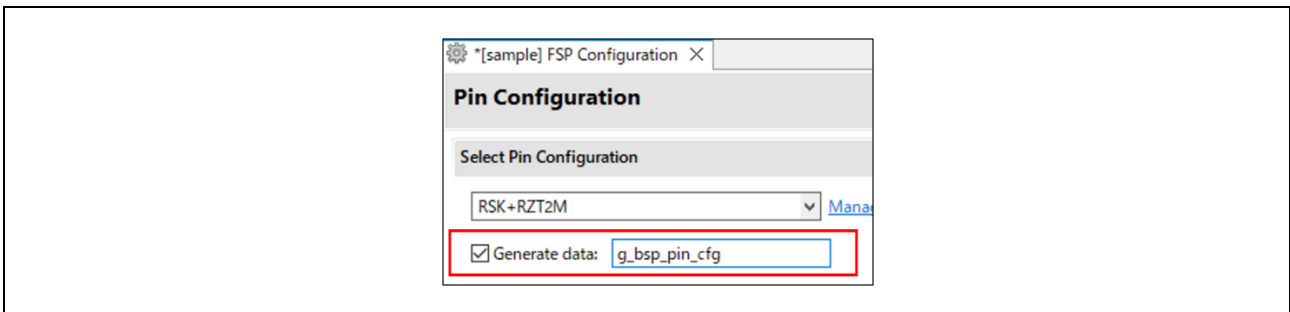 *[sample] FSP Configuration
Pin Configuration
Select Pin Configuration
RSK+RZT2M
Generate data: g_bsp_pin_cfg